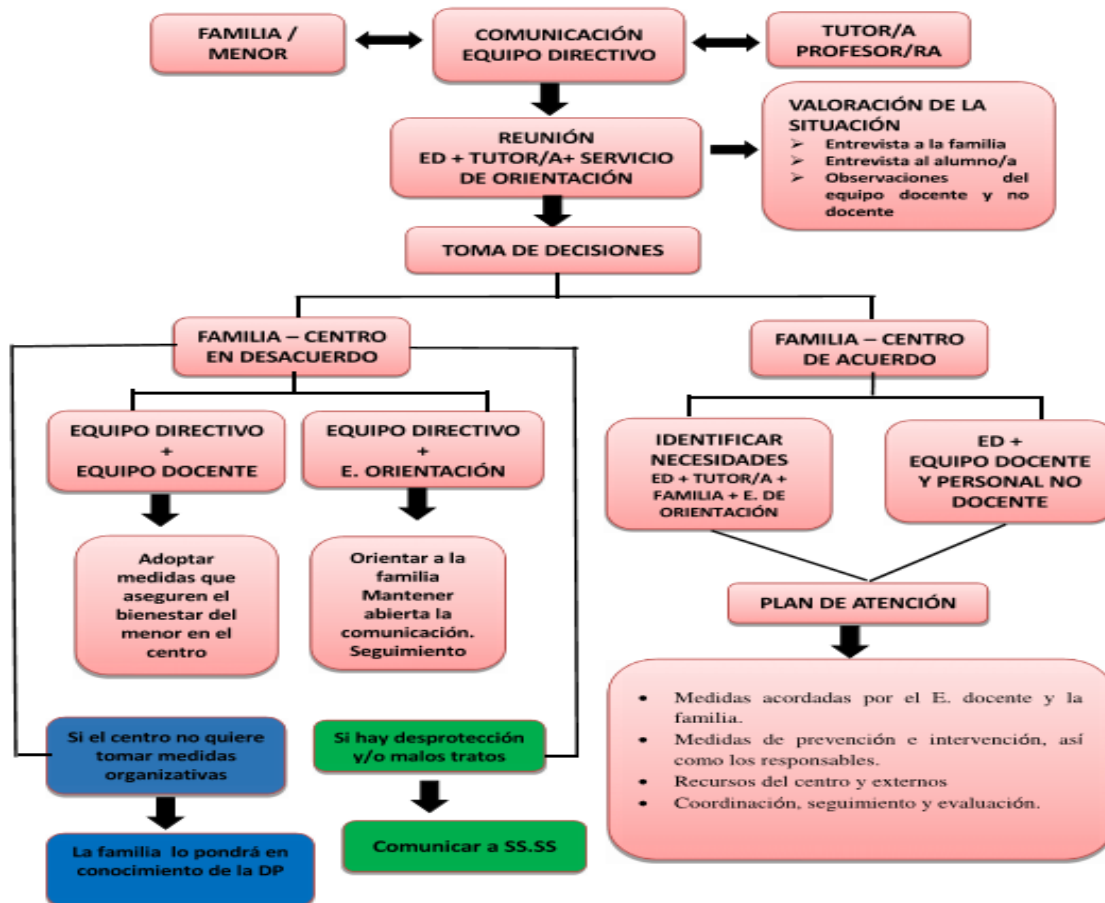 FAMILIA /
MENOR
COMUNICACIÓN
EQUIPO DIRECTIVO
TUTOR/A
PROFESOR/RA
REUNIÓN
ED + TUTOR/A+ SERVICIO
DE ORIENTACIÓN
VALORACIÓN DE LA
SITUACIÓN
➢ Entrevista a la familia
➢ Entrevista al alumno/a
➢ Observaciones del
equipo docente y no
docente
TOMA DE DECISIONES
FAMILIA – CENTRO
EN DESACUERDO
FAMILIA – CENTRO
DE ACUERDO
EQUIPO DIRECTIVO
+
EQUIPO DOCENTE
EQUIPO DIRECTIVO
+
E. ORIENTACIÓN
IDENTIFICAR
NECESIDADES
ED + TUTOR/A +
FAMILIA + E. DE
ORIENTACIÓN
ED +
EQUIPO DOCENTE
Y PERSONAL NO
DOCENTE
Adoptar
medidas que
aseguren el
bienestar del
menor en el
centro
Orientar a la
familia
Mantener
abierta la
comunicación.
Seguimiento
PLAN DE ATENCIÓN
• Medidas acordadas por el E. docente y la
familia.
• Medidas de prevención e intervención, así
como los responsables.
• Recursos del centro y externos
• Coordinación, seguimiento y evaluación.
Si el centro no quiere
tomar medidas
organizativas
Si hay desprotección
y/o malos tratos
La familia lo pondrá en
conocimiento de la DP
Comunicar a SS.SS